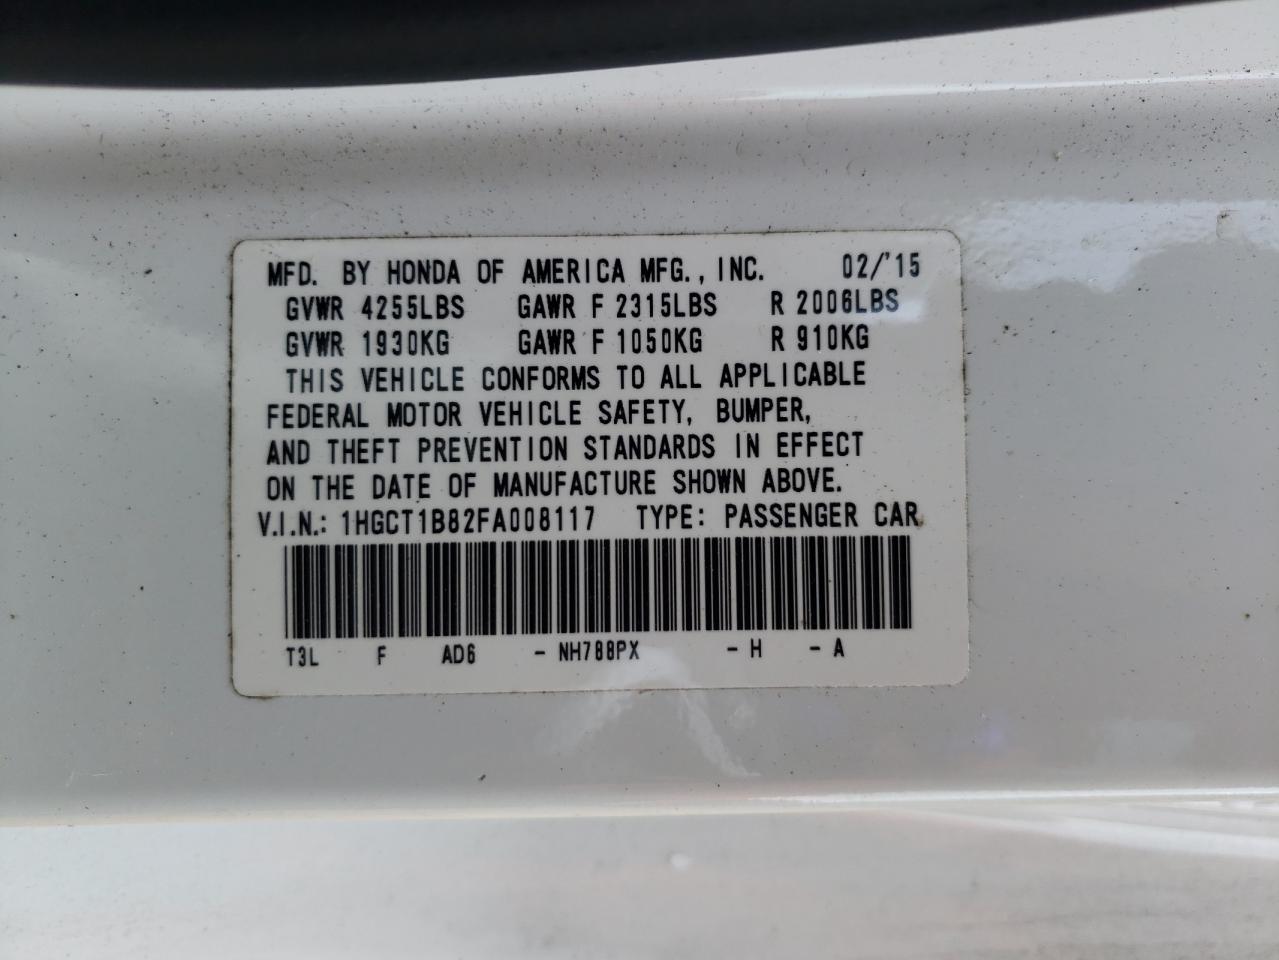 MFD. BY HONDA OF AMERICA MFG., INC. 02/'15
GVWR 4255LBS GAWR F 2315LBS R 2006LBS
GVWR 1930KG GAWR F 1050KG R 910KG
THIS VEHICLE CONFORMS TO ALL APPLICABLE
FEDERAL MOTOR VEHICLE SAFETY, BUMPER,
AND THEFT PREVENTION STANDARDS IN EFFECT
ON THE DATE OF MANUFACTURE SHOWN ABOVE.
V.I.N.: 1HGCT1B82FA008117 TYPE: PASSENGER CAR
T3L F AD6 - NH788PX - H - A